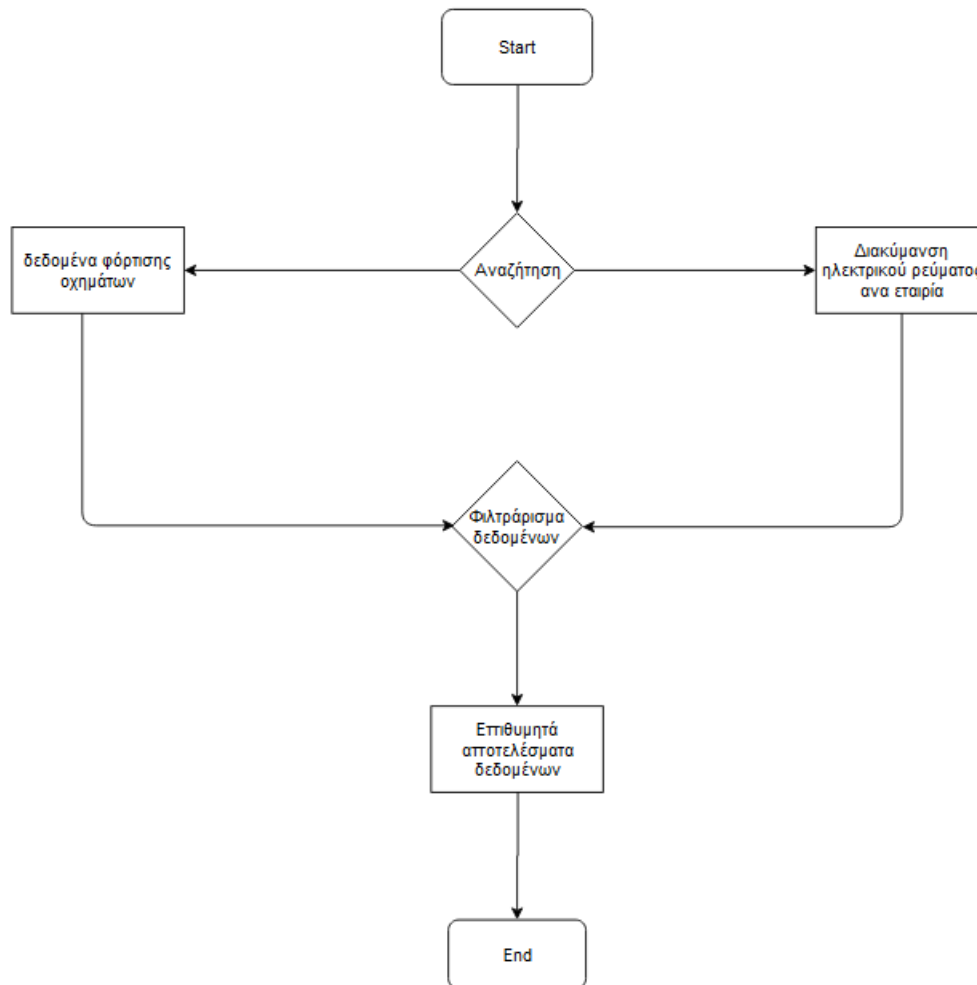 Start
δεδομένα φόρτισης
οχημάτων
Αναζήτηση
Διακύμανση
ηλεκτρικού ρεύματος
ανα εταιρία
Φιλτράρισμα
δεδομένων
Επιθυμητά
αποτελέσματα
δεδομένων
End